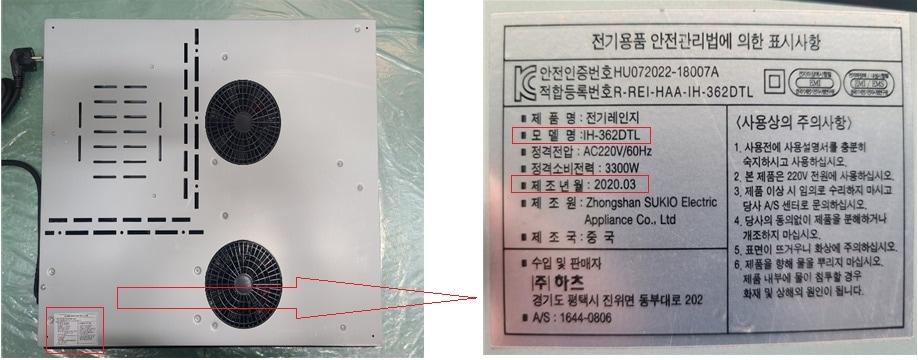 전기용품 안전관리법에 의한 표시사항
안전인증번호HU072022-18007A
적합등록번호R-REI-HAA-IH-362DTL
EMI
EMI / EMS
■ 제 품 명 : 전기레인지
■ 모 델 명 :IH-362DTL
■ 정격전압 : AC220V/60Hz
■ 정격소비전력 : 3300W
■ 제 조 년 월 : 2020.03
■ 제 조 원 : Zhongshan SUKIO Electric
Appliance Co., Ltd
■ 제 조 국 : 중 국
■ 수입 및 판매자
(주) 하츠
경기도 평택시 진위면 동부대로 202
■ A/S : 1644-0806
〈사용상의 주의사항〉
1. 사용전에 사용설명서를 충분히
숙지하시고 사용하십시오.
2. 본 제품은 220V 전원에 사용하십시오.
3. 제품 이상 시 임의로 수리하지 마시고
당사 A/S 센터로 문의하십시오.
4. 당사의 동의없이 제품을 분해하거나
개조하지 마십시오.
5. 표면이 뜨거우니 화상에 주의하십시오.
6. 제품을 향해 물을 뿌리지 마십시오.
제품 내부에 물이 침투할 경우
화재 및 상해의 원인이 됩니다.